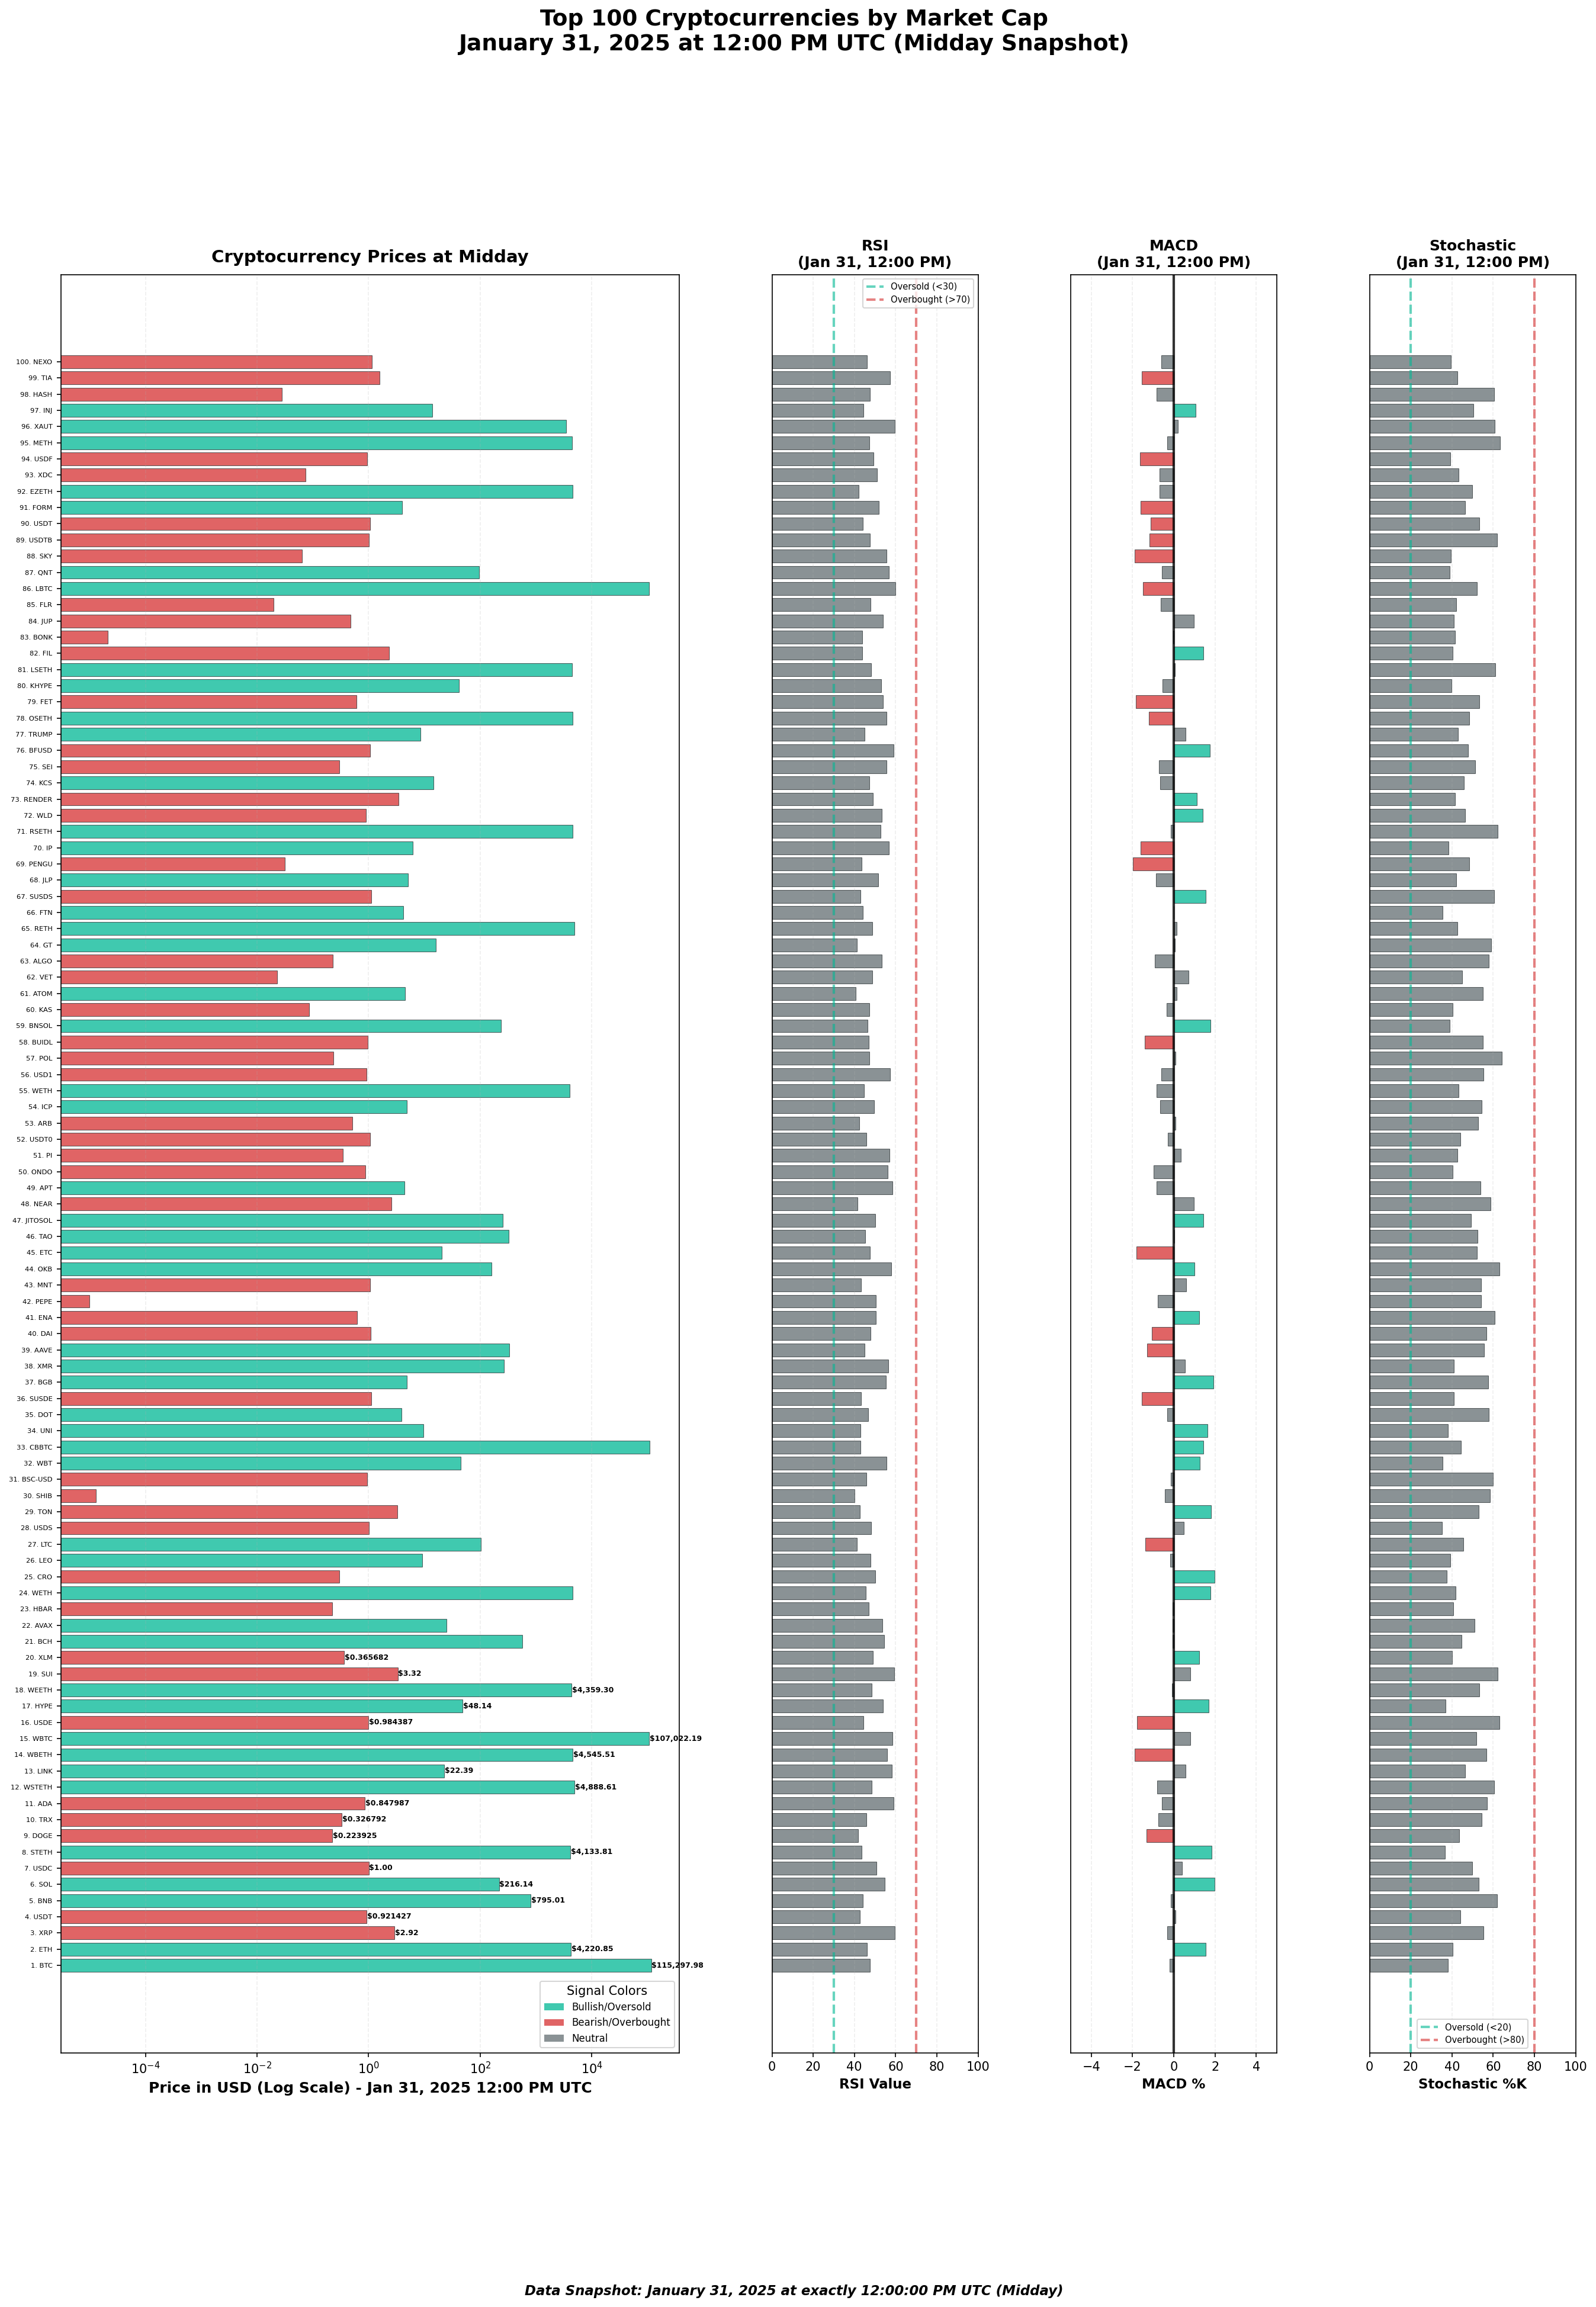 Top 100 Cryptocurrencies by Market Cap
January 31, 2025 at 12:00 PM UTC (Midday Snapshot)
Cryptocurrency Prices at Midday
RSI
(Jan 31, 12:00 PM)
MACD
(Jan 31, 12:00 PM)
Stochastic
(Jan 31, 12:00 PM)
Oversold (<30)
Overbought (>70)
100. NEXO
99. TIA
98. HASH
97. INJ
96. XAUT
95. METH
94. USDF
93. XDC
92. EZETH
91. FORM
90. USDT
89. USDTB
88. SKY
87. QNT
86. LBTC
85. FLR
84. JUP
83. BONK
82. FIL
81. LSETH
80. KHYPE
79. FET
78. OSETH
77. TRUMP
76. BFUSD
75. SEI
74. KCS
73. RENDER
72. WLD
71. RSETH
70. IP
69. PENGU
68. JLP
67. SUSDS
66. FTN
65. RETH
64. GT
63. ALGO
62. VET
61. ATOM
60. KAS
59. BNSOL
58. BUIDL
57. POL
56. USD1
55. WETH
54. ICP
53. ARB
52. USDT0
51. PI
50. ONDO
49. APT
48. NEAR
47. JITOSOL
46. TAO
45. ETC
44. OKB
43. MNT
42. PEPE
41. ENA
40. DAI
39. AAVE
38. XMR
37. BGB
36. SUSDE
35. DOT
34. UNI
33. CBBTC
32. WBT
31. BSC-USD
30. SHIB
29. TON
28. USDS
27. LTC
26. LEO
25. CRO
24. WETH
23. HBAR
22. AVAX
21. BCH
20. XLM $0.365682
19. SUI $3.32
18. WEETH $4,359.30
17. HYPE $48.14
16. USDE $0.984387
15. WBTC $107,022.19
14. WBETH $4,545.51
13. LINK $22.39
12. WSTETH $4,888.61
11. ADA $0.847987
10. TRX $0.326792
9. DOGE $0.223925
8. STETH $4,133.81
7. USDC $1.00
6. SOL $216.14
5. BNB $795.01
4. USDT $0.921427
3. XRP $2.92
2. ETH $4,220.85
1. BTC $115,297.98
Signal Colors
Bullish/Oversold
Bearish/Overbought
Neutral
Oversold (<20)
Overbought (>80)
10⁻⁴ 10⁻² 10⁰ 10² 10⁴
0 20 40 60 80 100
−4 −2 0 2 4
0 20 40 60 80 100
Price in USD (Log Scale) - Jan 31, 2025 12:00 PM UTC
RSI Value
MACD %
Stochastic %K
Data Snapshot: January 31, 2025 at exactly 12:00:00 PM UTC (Midday)